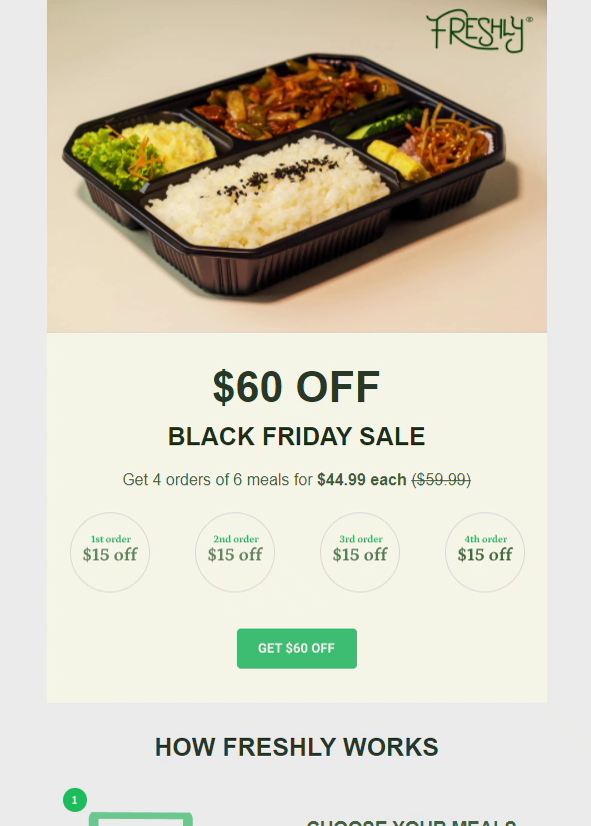 FRESHLY®
$60 OFF
BLACK FRIDAY SALE
Get 4 orders of 6 meals for $44.99 each ($59.99)
1st order
$15 off
2nd order
$15 off
3rd order
$15 off
4th order
$15 off
GET $60 OFF
HOW FRESHLY WORKS
1
CHOOSE YOUR MEALS